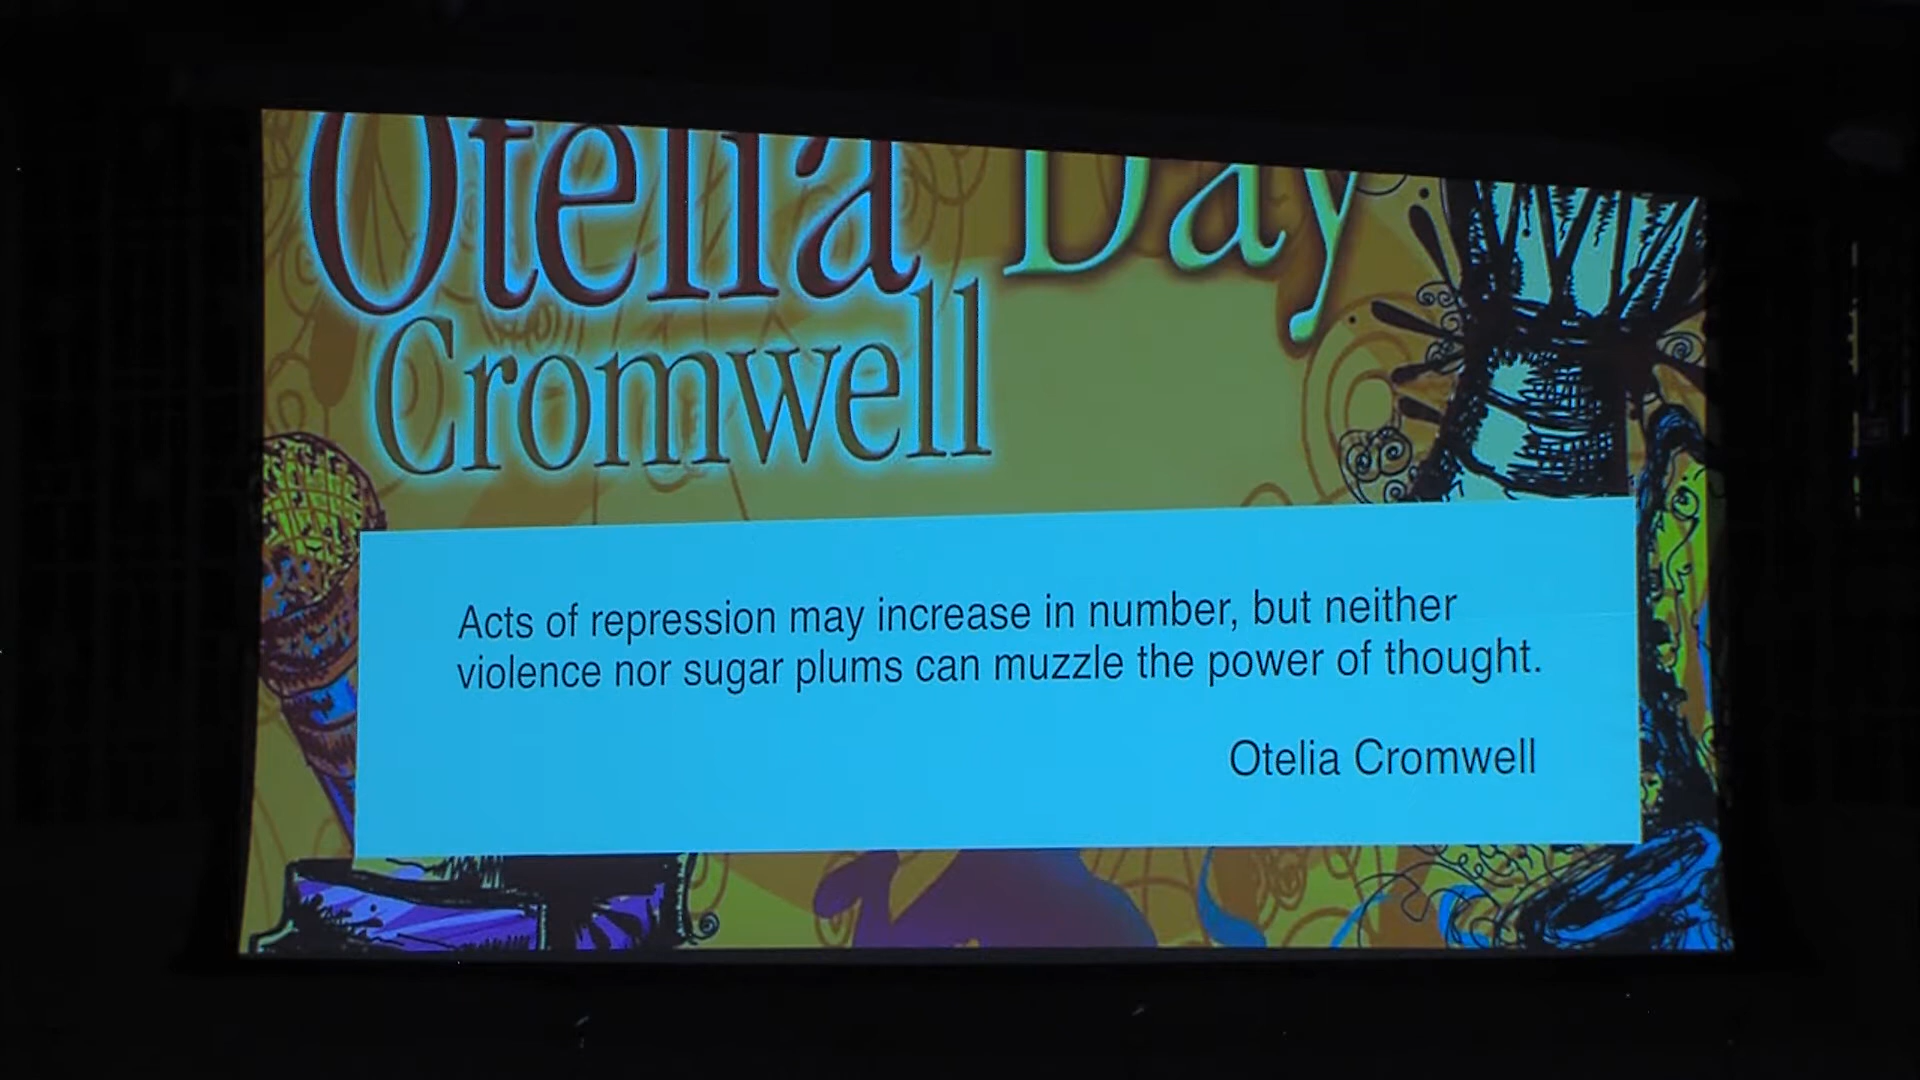 Otelia Day
Cromwell
Acts of repression may increase in number, but neither
violence nor sugar plums can muzzle the power of thought.
Otelia Cromwell